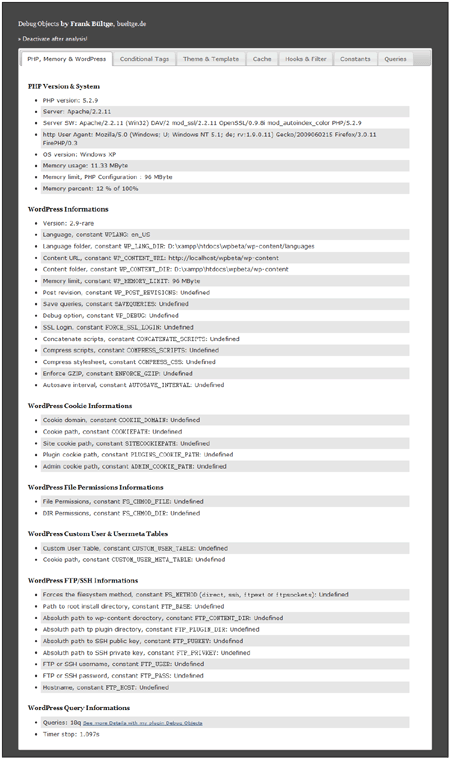 Debug Objects by Frank Bültge, bueltge.de
» Deactivate after analysis!
PHP, Memory & WordPress Conditional Tags Theme & Template Cache Hooks & Filter Constants Queries
PHP Version & System
PHP version: 5.2.9
Server: Apache/2.2.11
Server SW: Apache/2.2.11 (Win32) DAV/2 mod_ssl/2.2.11 OpenSSL/0.9.8i mod_autoindex_color PHP/5.2.9
http User Agent: Mozilla/5.0 (Windows; U; Windows NT 5.1; de; rv:1.9.0.11) Gecko/2009060215 Firefox/3.0.11
FirePHP/0.3
OS version: Windows XP
Memory usage: 11.33 MByte
Memory limit, PHP Configuration : 96 MByte
Memory percent: 12 % of 100%
WordPress Informations
Version: 2.9-rare
Language, constant WPLANG: en_US
Language folder, constant WP_LANG_DIR: D:\xampp\htdocs\wpbeta/wp-content/languages
Content URL, constant WP_CONTENT_URL: http://localhost/wpbeta/wp-content
Content folder, constant WP_CONTENT_DIR: D:\xampp\htdocs\wpbeta/wp-content
Memory limit, constant WP_MEMORY_LIMIT: 96 MByte
Post revision, constant WP_POST_REVISIONS: Undefined
Save queries, constant SAVEQUERIES: Undefined
Debug option, constant WP_DEBUG: Undefined
SSL Login, constant FORCE_SSL_LOGIN: Undefined
Concatenate scripts, constant CONCATENATE_SCRIPTS: Undefined
Compress scripts, constant COMPRESS_SCRIPTS: Undefined
Compress stylesheet, constant COMPRESS_CSS: Undefined
Enforce GZIP, constant ENFORCE_GZIP: Undefined
Autosave interval, constant AUTOSAVE_INTERVAL: Undefined
WordPress Cookie Informations
Cookie domain, constant COOKIE_DOMAIN: Undefined
Cookie path, constant COOKIEPATH: Undefined
Site cookie path, constant SITECOOKIEPATH: Undefined
Plugin cookie path, constant PLUGINS_COOKIE_PATH: Undefined
Admin cookie path, constant ADMIN_COOKIE_PATH: Undefined
WordPress File Permissions Informations
File Permissions, constant FS_CHMOD_FILE: Undefined
DIR Permissions, constant FS_CHMOD_DIR: Undefined
WordPress Custom User & Usermeta Tables
Custom User Table, constant CUSTOM_USER_TABLE: Undefined
Cookie path, constant CUSTOM_USER_META_TABLE: Undefined
WordPress FTP/SSH Informations
Forces the filesystem method, constant FS_METHOD (direct, ssh, ftpext or ftpsockets): Undefined
Path to root install directory, constant FTP_BASE: Undefined
Absoluth path to wp-content dorectory, constant FTP_CONTENT_DIR: Undefined
Absoluth path tp plugin directory, constant FTP_PLUGIN_DIR: Undefined
Absoluth path to SSH public key, constant FTP_PUBKEY: Undefined
Absoluth path to SSH private key, constant FTP_PRIVKEY: Undefined
FTP or SSH username, constant FTP_USER: Undefined
FTP or SSH password, constant FTP_PASS: Undefined
Hostname, constant FTP_HOST: Undefined
WordPress Query Informations
Queries: 18q See more Details with my plugin Debug Objects
Timer stop: 1.097s